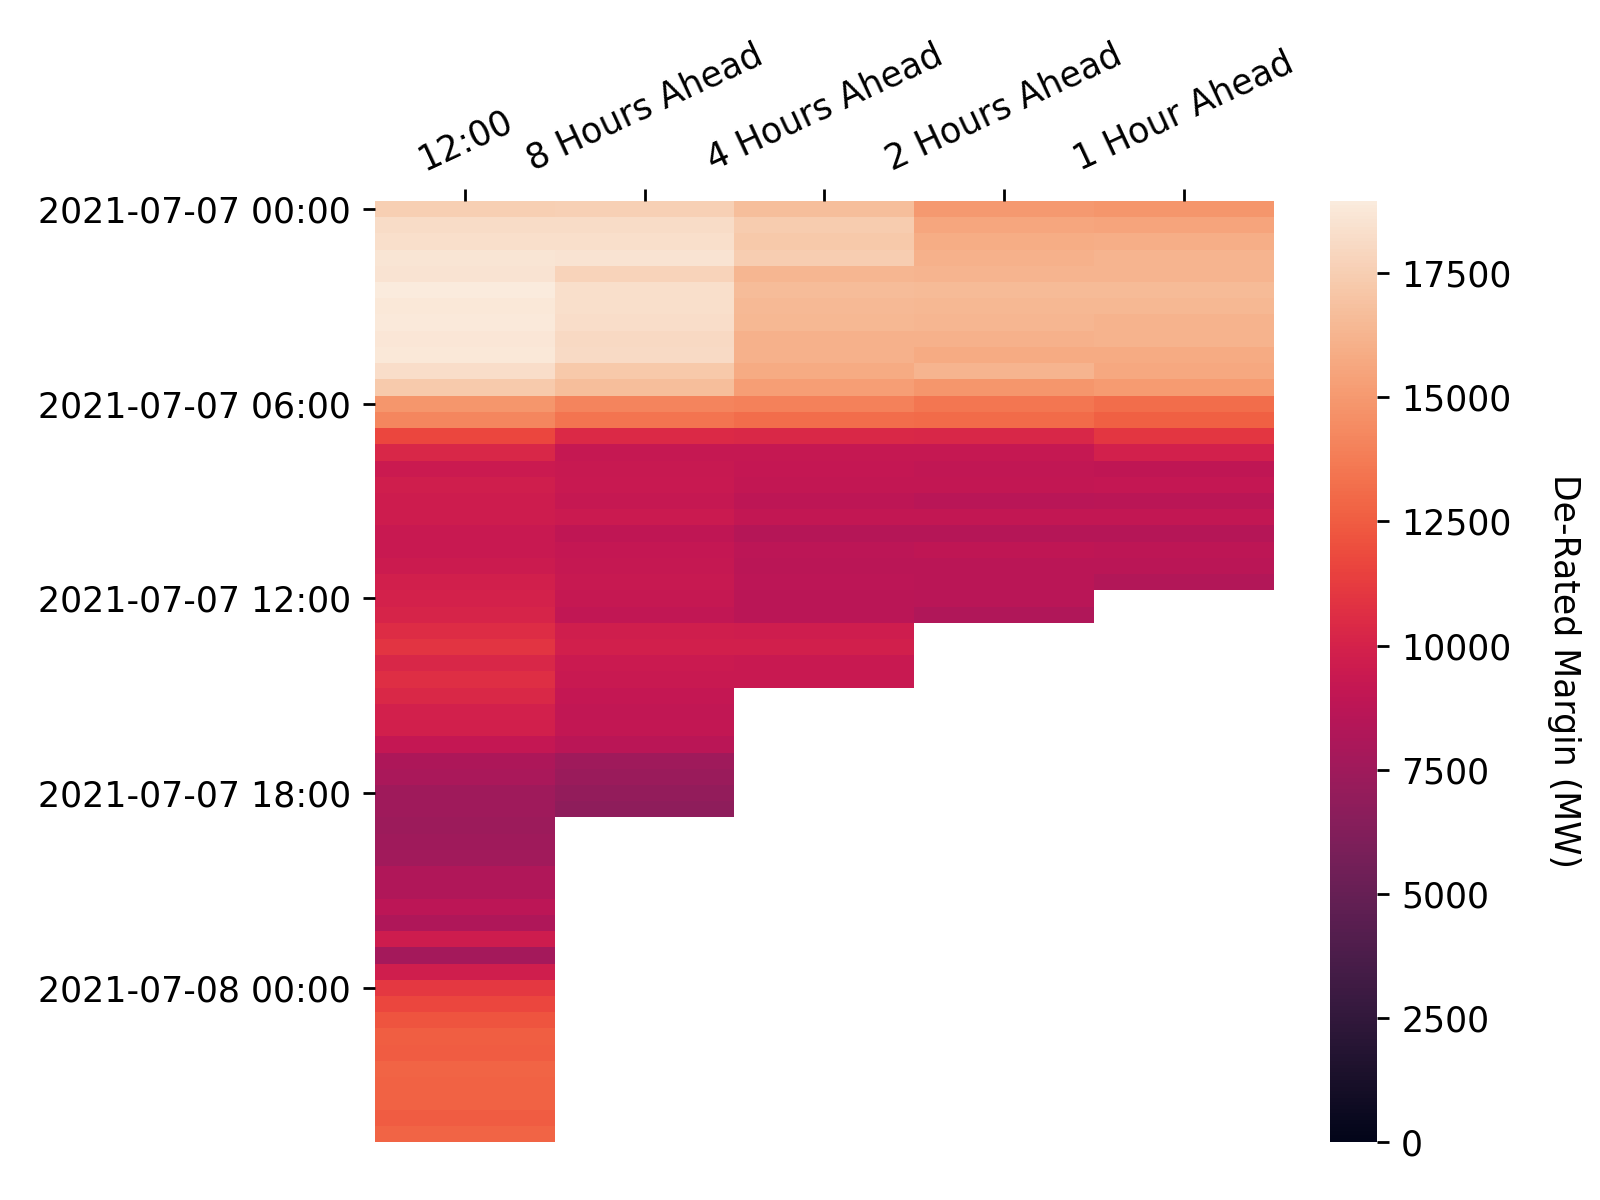 12:00
8 Hours Ahead
4 Hours Ahead
2 Hours Ahead
1 Hour Ahead
2021-07-07 00:00
2021-07-07 06:00
2021-07-07 12:00
2021-07-07 18:00
2021-07-08 00:00
17500
15000
12500
10000
7500
5000
2500
0
De-Rated Margin (MW)